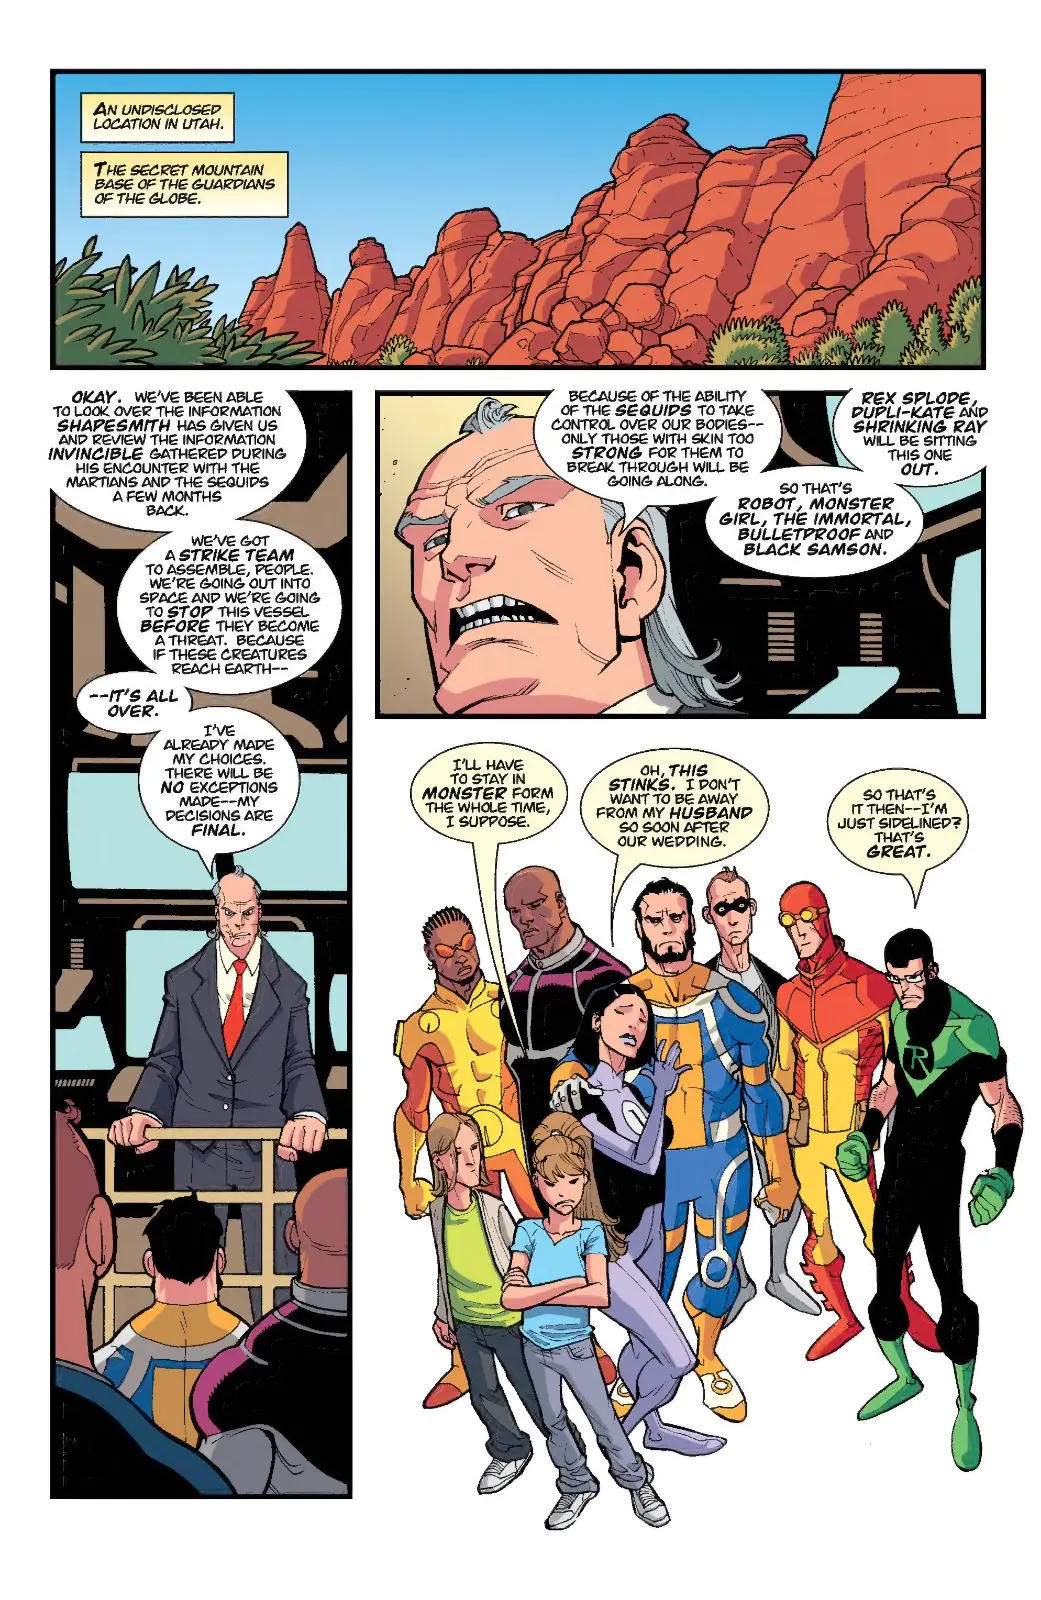 AN UNDISCLOSED
LOCATION IN UTAH.
THE SECRET MOUNTAIN
BASE OF THE GUARDIANS
OF THE GLOBE.
OKAY. WE'VE BEEN ABLE
TO LOOK OVER THE INFORMATION
SHAPESMITH HAS GIVEN US
AND REVIEW THE INFORMATION
INVINCIBLE GATHERED DURING
HIS ENCOUNTER WITH THE
MARTIANS AND THE SEQUIDS
A FEW MONTHS
BACK.
WE'VE GOT
A STRIKE TEAM
TO ASSEMBLE, PEOPLE.
WE'RE GOING OUT INTO
SPACE AND WE'RE GOING
TO STOP THIS VESSEL
BEFORE THEY BECOME
A THREAT. BECAUSE
IF THESE CREATURES
REACH EARTH--
--IT'S ALL
OVER.
I'VE
ALREADY MADE
MY CHOICES.
THERE WILL BE
NO EXCEPTIONS
MADE--MY
DECISIONS ARE
FINAL.
BECAUSE OF THE ABILITY
OF THE SEQUIDS TO TAKE
CONTROL OVER OUR BODIES--
ONLY THOSE WITH SKIN TOO
STRONG FOR THEM TO
BREAK THROUGH WILL BE
GOING ALONG.
SO THAT'S
ROBOT, MONSTER
GIRL, THE IMMORTAL,
BULLETPROOF AND
BLACK SAMSON.
REX SPLODE,
DUPLI-KATE AND
SHRINKING RAY
WILL BE SITTING
THIS ONE
OUT.
I'LL HAVE
TO STAY IN
MONSTER FORM
THE WHOLE TIME,
I SUPPOSE.
OH, THIS
STINKS. I DON'T
WANT TO BE AWAY
FROM MY HUSBAND
SO SOON AFTER
OUR WEDDING.
SO THAT'S
IT THEN--I'M
JUST SIDELINED?
THAT'S
GREAT.
R